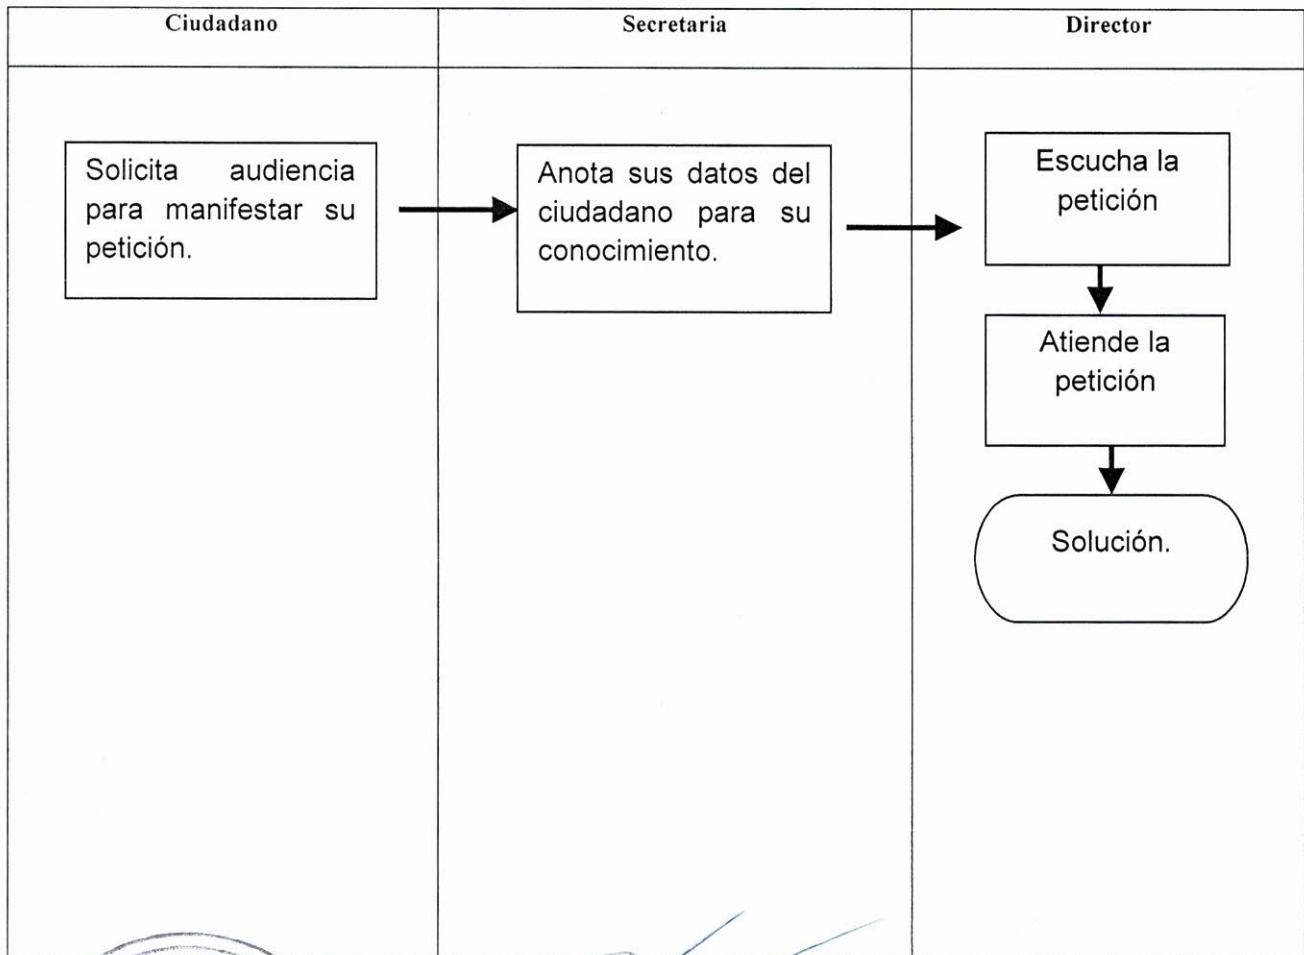 Ciudadano
Secretaria
Director
Solicita audiencia
para manifestar su
petición.
Anota sus datos del
ciudadano para su
conocimiento.
Escucha la
petición
Atiende la
petición
Solución.